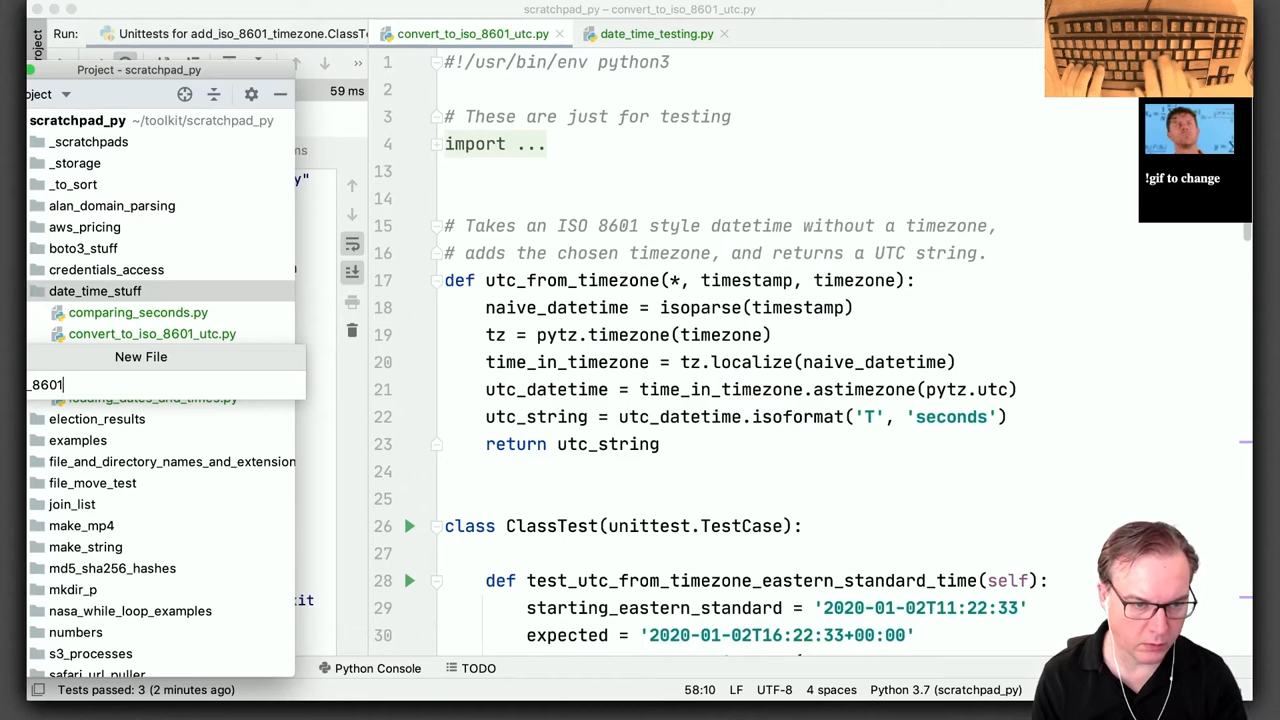 scratchpad_py – convert_to_iso_8601_utc.py
Project
Run:
Unittests for add_iso_8601_timezone.ClassTe
convert_to_iso_8601_utc.py
date_time_testing.py
Project - scratchpad_py
oject
59 ms
ms
y"
scratchpad_py ~/toolkit/scratchpad_py
_scratchpads
_storage
_to_sort
alan_domain_parsing
aws_pricing
boto3_stuff
credentials_access
date_time_stuff
comparing_seconds.py
convert_to_iso_8601_utc.py
New File
_8601
loading_dates_and_times.py
election_results
examples
file_and_directory_names_and_extension
file_move_test
join_list
make_mp4
make_string
md5_sha256_hashes
mkdir_p
nasa_while_loop_examples
numbers
s3_processes
safari_url_puller
kit
1 #!/usr/bin/env python3
2
3 # These are just for testing
4 import ...
13
14
15 # Takes an ISO 8601 style datetime without a timezone,
16 # adds the chosen timezone, and returns a UTC string.
17 def utc_from_timezone(*, timestamp, timezone):
18 naive_datetime = isoparse(timestamp)
19 tz = pytz.timezone(timezone)
20 time_in_timezone = tz.localize(naive_datetime)
21 utc_datetime = time_in_timezone.astimezone(pytz.utc)
22 utc_string = utc_datetime.isoformat('T', 'seconds')
23 return utc_string
24
25
26 class ClassTest(unittest.TestCase):
27
28 def test_utc_from_timezone_eastern_standard_time(self):
29 starting_eastern_standard = '2020-01-02T11:22:33'
30 expected = '2020-01-02T16:22:33+00:00'
!gif to change
Python Console
TODO
Tests passed: 3 (2 minutes ago)
58:10 LF UTF-8 4 spaces Python 3.7 (scratchpad_py)